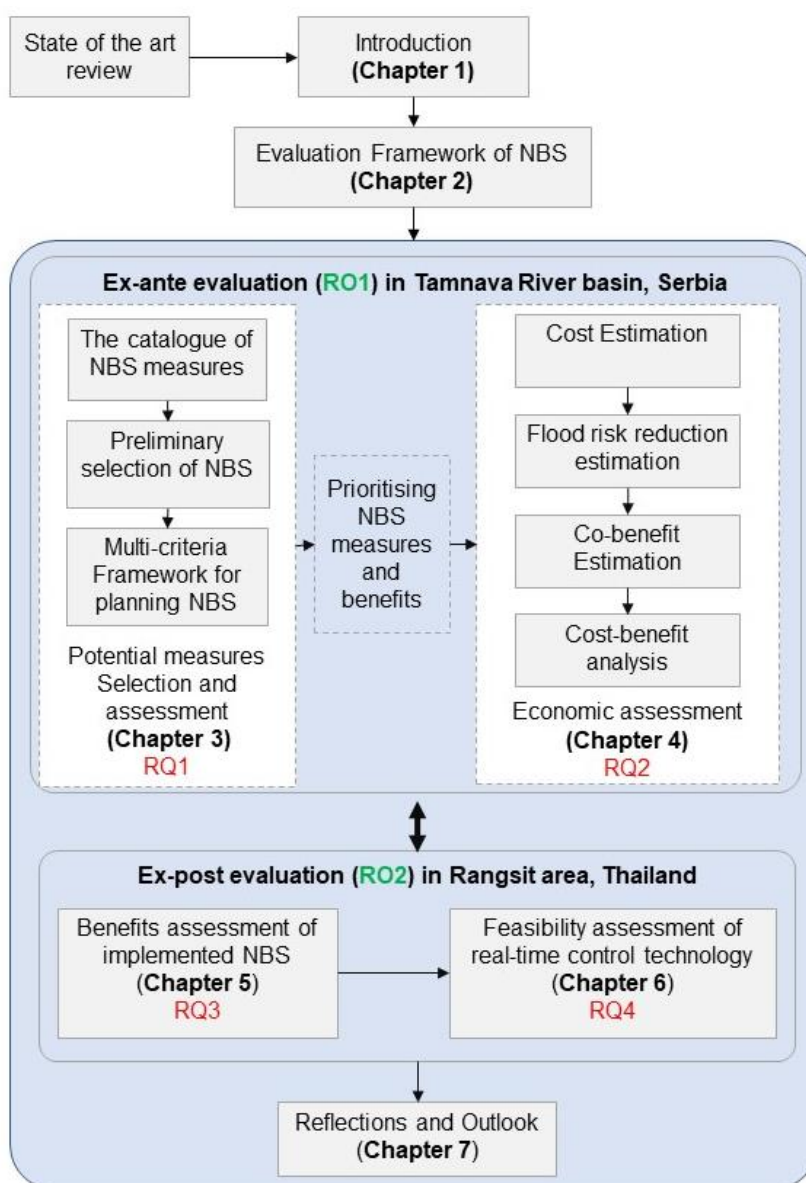 State of the art
review
Introduction
(Chapter 1)
Evaluation Framework of NBS
(Chapter 2)
Ex-ante evaluation (RO1) in Tamnava River basin, Serbia
The catalogue of
NBS measures
Preliminary
selection of NBS
Multi-criteria
Framework for
planning NBS
Potential measures
Selection and
assessment
(Chapter 3)
RQ1
Prioritising
NBS
measures
and
benefits
Cost Estimation
Flood risk reduction
estimation
Co-benefit
Estimation
Cost-benefit
analysis
Economic assessment
(Chapter 4)
RQ2
Ex-post evaluation (RO2) in Rangsit area, Thailand
Benefits assessment of
implemented NBS
(Chapter 5)
RQ3
Feasibility assessment of
real-time control technology
(Chapter 6)
RQ4
Reflections and Outlook
(Chapter 7)